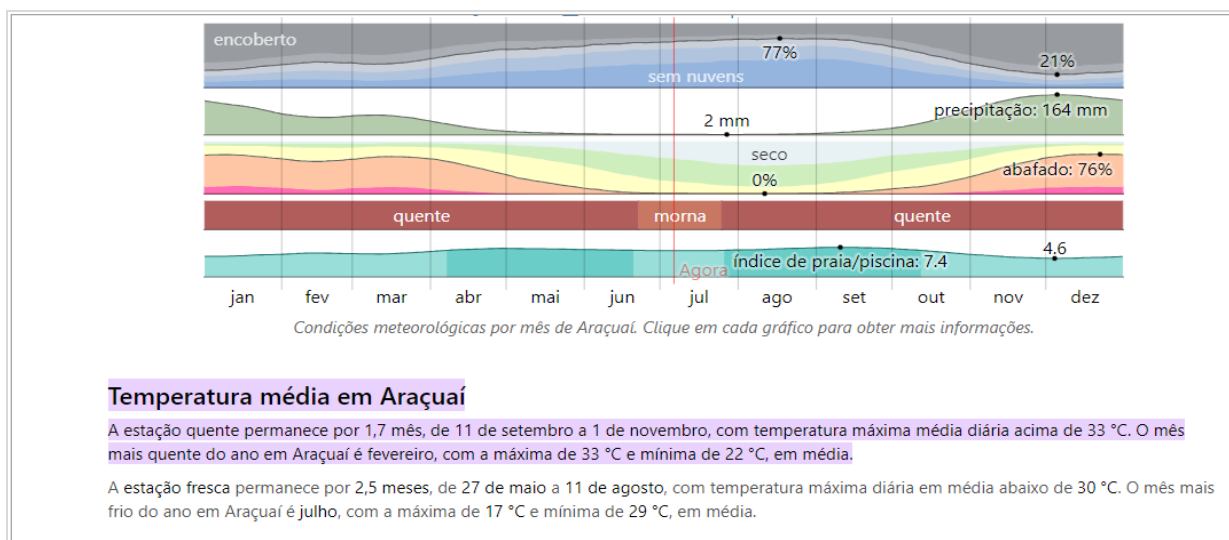 encoberto
77%
21%
sem nuvens
precipitação: 164 mm
2 mm
seco
abafado: 76%
0%
quente
morna
quente
4.6
índice de praia/piscina: 7.4
Agora
jan fev mar abr mai jun jul ago set out nov dez
Condições meteorológicas por mês de Araçuaí. Clique em cada gráfico para obter mais informações.
Temperatura média em Araçuaí
A estação quente permanece por 1,7 mês, de 11 de setembro a 1 de novembro, com temperatura máxima média diária acima de 33 °C. O mês
mais quente do ano em Araçuaí é fevereiro, com a máxima de 33 °C e mínima de 22 °C, em média.
A estação fresca permanece por 2,5 meses, de 27 de maio a 11 de agosto, com temperatura máxima diária em média abaixo de 30 °C. O mês mais
frio do ano em Araçuaí é julho, com a máxima de 17 °C e mínima de 29 °C, em média.